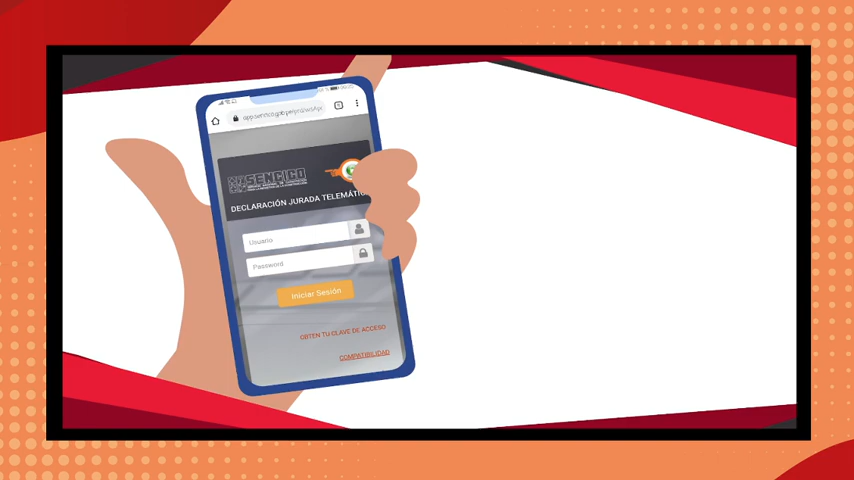 SENCICO
DECLARACIÓN JURADA TELEMÁTIC
Usuario
Password
Iniciar Sesión
OBTEN TU CLAVE DE ACCESO
COMPATIBILIDAD